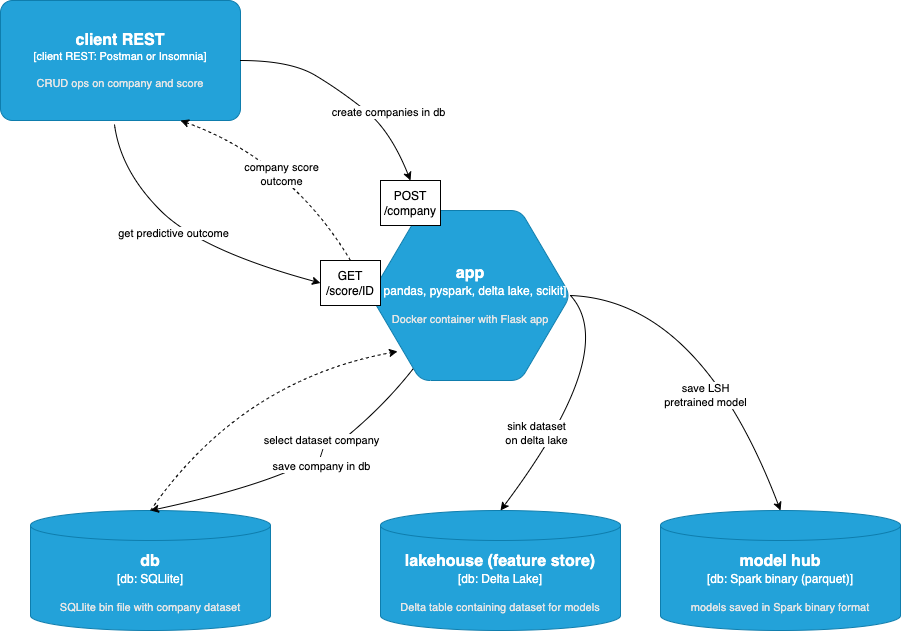 client REST
[client REST: Postman or Insomnia]
CRUD ops on company and score
create companies in db
company score
outcome
POST
/company
get predictive outcome
GET
/score/ID
app
pandas, pyspark, delta lake, scikit]
Docker container with Flask app
save LSH
pretrained model
sink dataset
on delta lake
select dataset company
/
save company in db
db
[db: SQLlite]
SQLlite bin file with company dataset
lakehouse (feature store)
[db: Delta Lake]
Delta table containing dataset for models
model hub
[db: Spark binary (parquet)]
models saved in Spark binary format